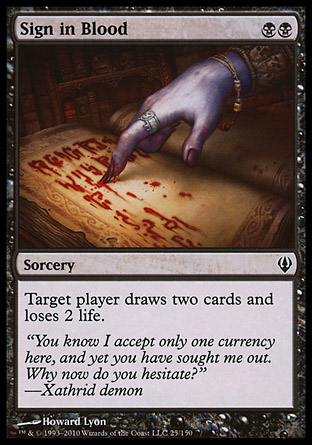 Sign in Blood
Sorcery
Target player draws two cards and
loses 2 life.
“You know I accept only one currency
here, and yet you have sought me out.
Why now do you hesitate?”
—Xathrid demon
Howard Lyon
™ & © 1993–2010 Wizards of the Coast LLC 25/150